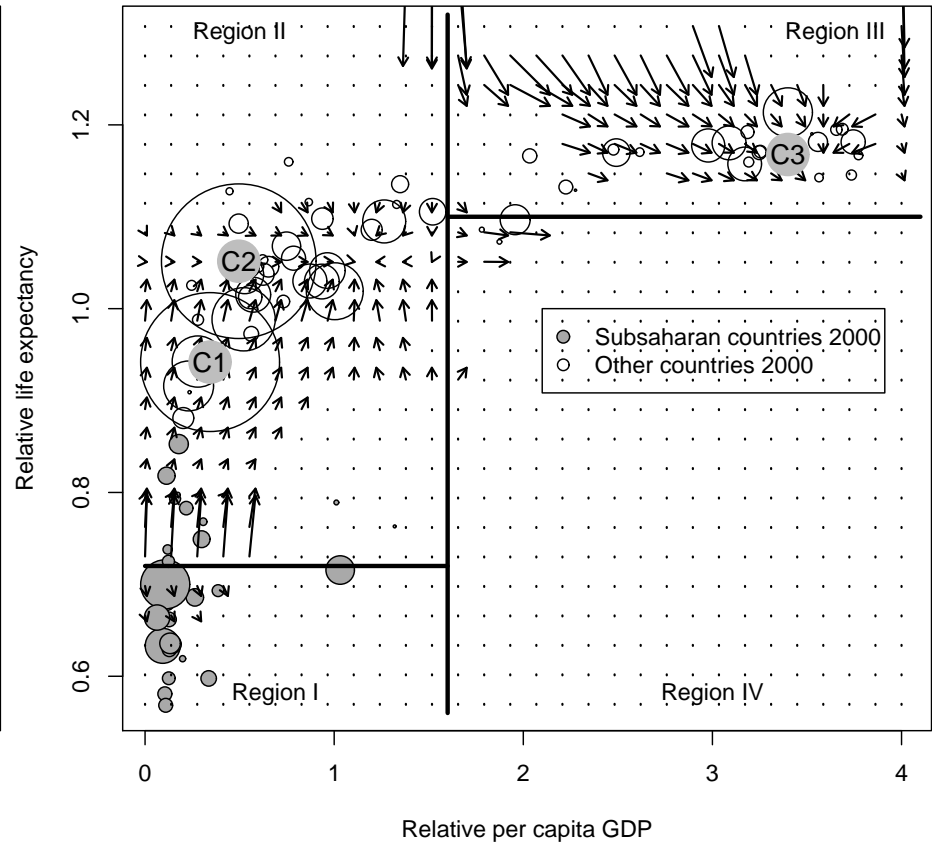 Region II
Region III
1.2
C3
C2
1.0
Subsaharan countries 2000
Other countries 2000
C1
Relative life expectancy
0.8
0.6
Region I
Region IV
0
1
2
3
4
Relative per capita GDP